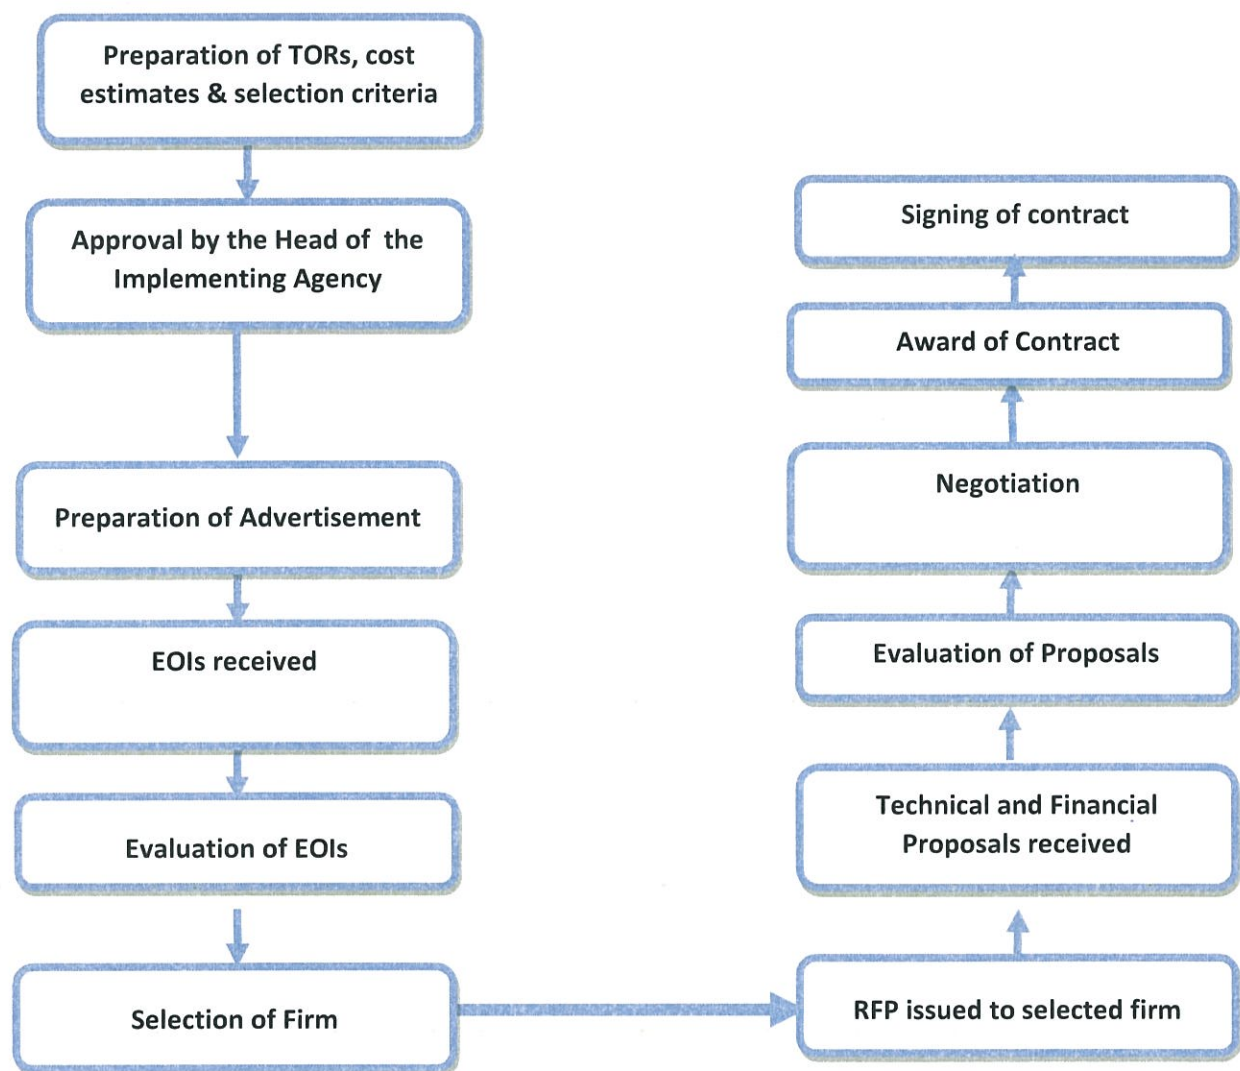 Preparation of TORs, cost
estimates & selection criteria
Approval by the Head of the
Implementing Agency
Preparation of Advertisement
EOIs received
Evaluation of EOIs
Selection of Firm
RFP issued to selected firm
Technical and Financial
Proposals received
Evaluation of Proposals
Negotiation
Award of Contract
Signing of contract